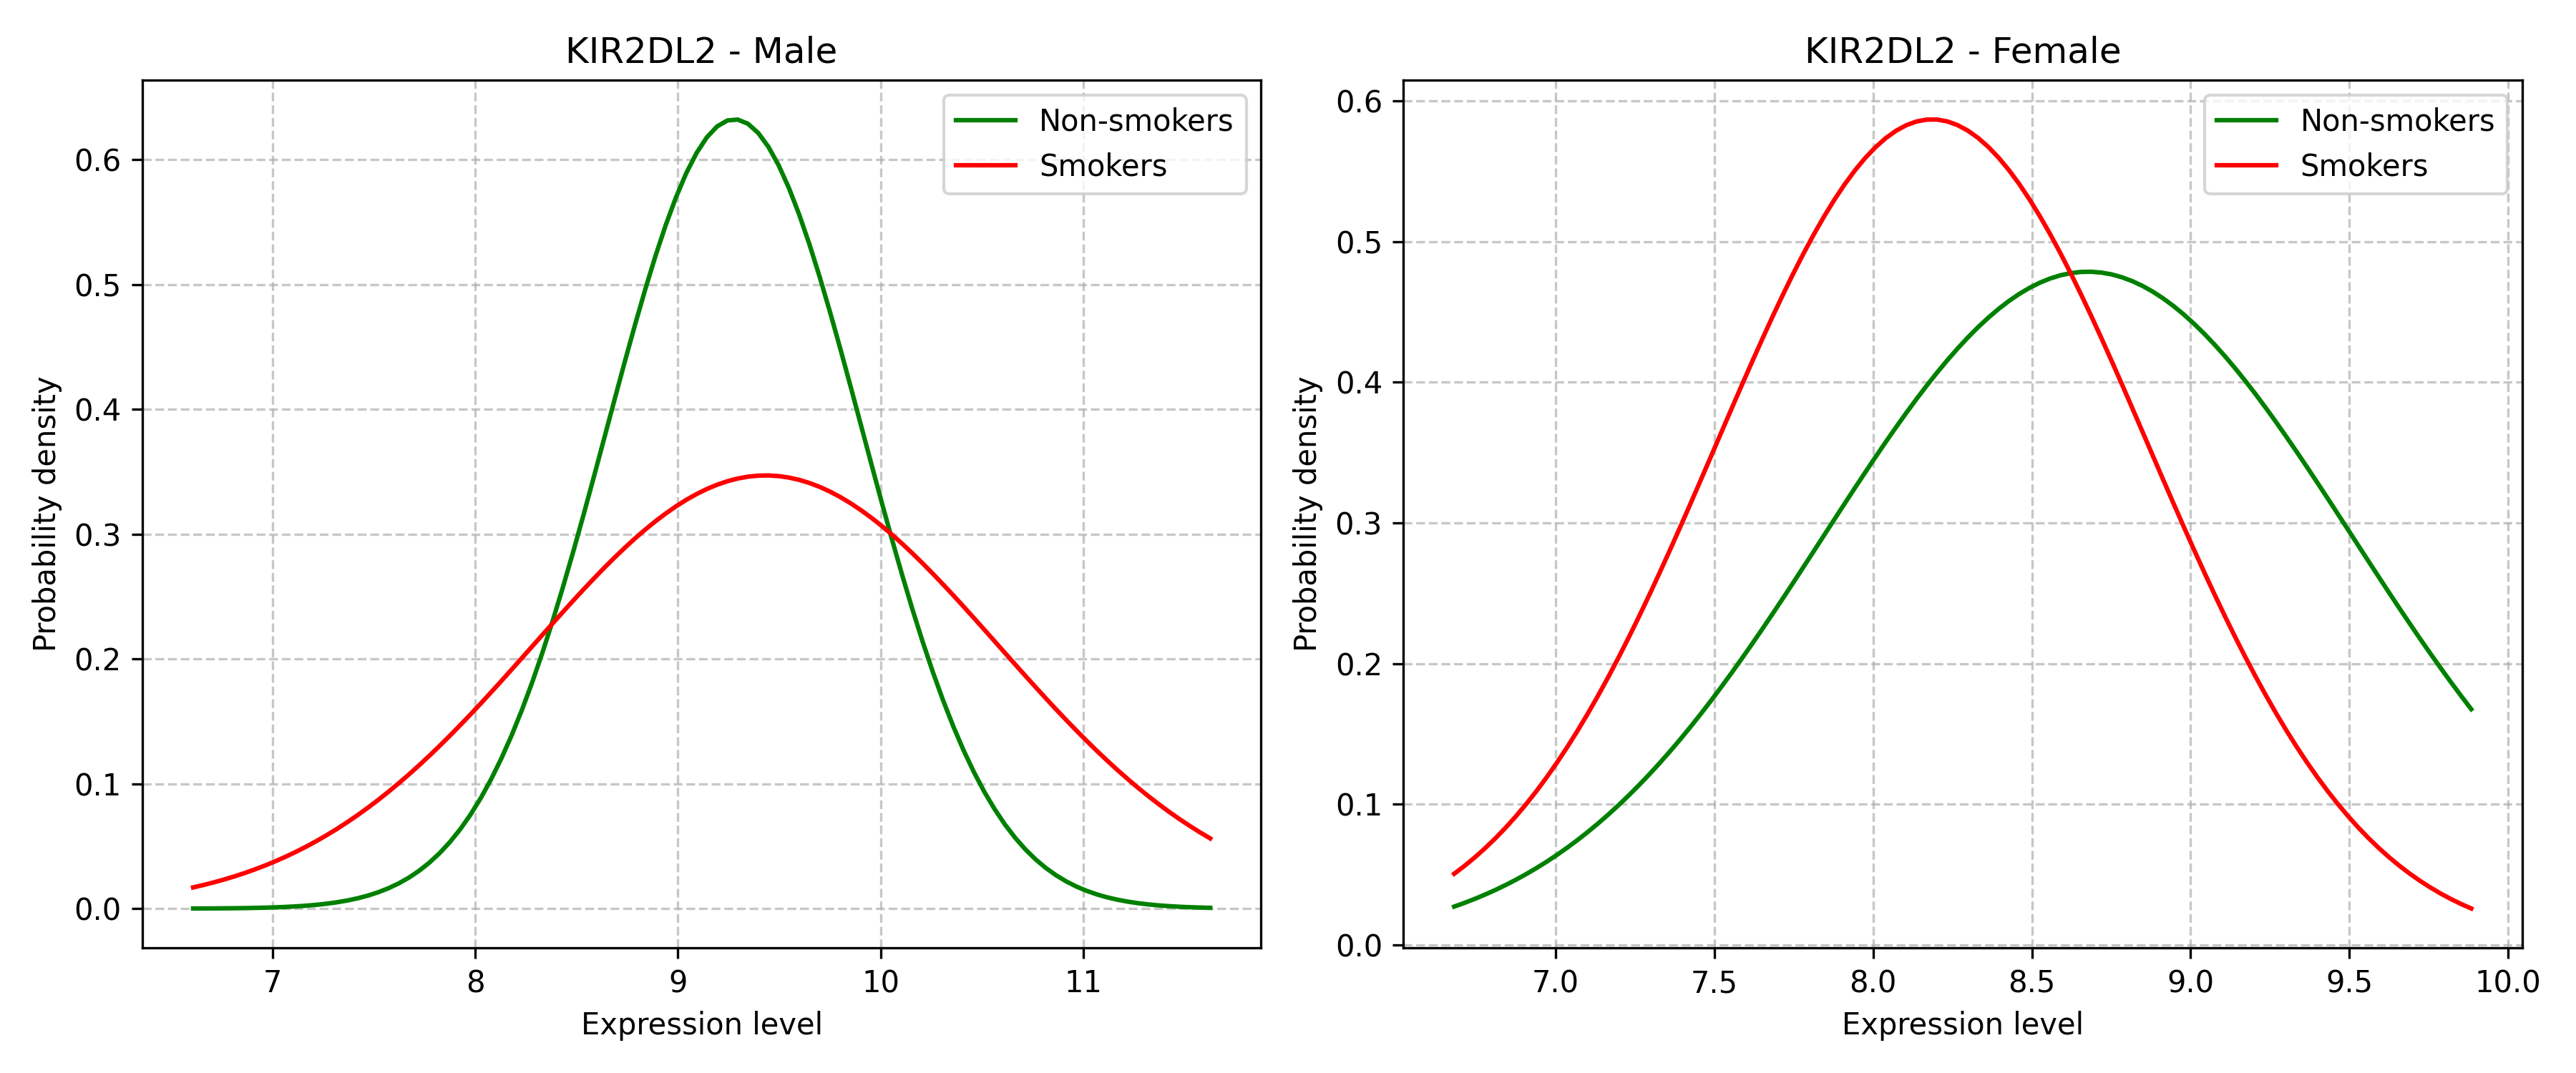 KIR2DL2 - Male
Non-smokers
Smokers
Probability density
0.6
0.5
0.4
0.3
0.2
0.1
0.0
7 8 9 10 11
Expression level
KIR2DL2 - Female
Non-smokers
Smokers
Probability density
0.6
0.5
0.4
0.3
0.2
0.1
0.0
7.0 7.5 8.0 8.5 9.0 9.5 10.0
Expression level